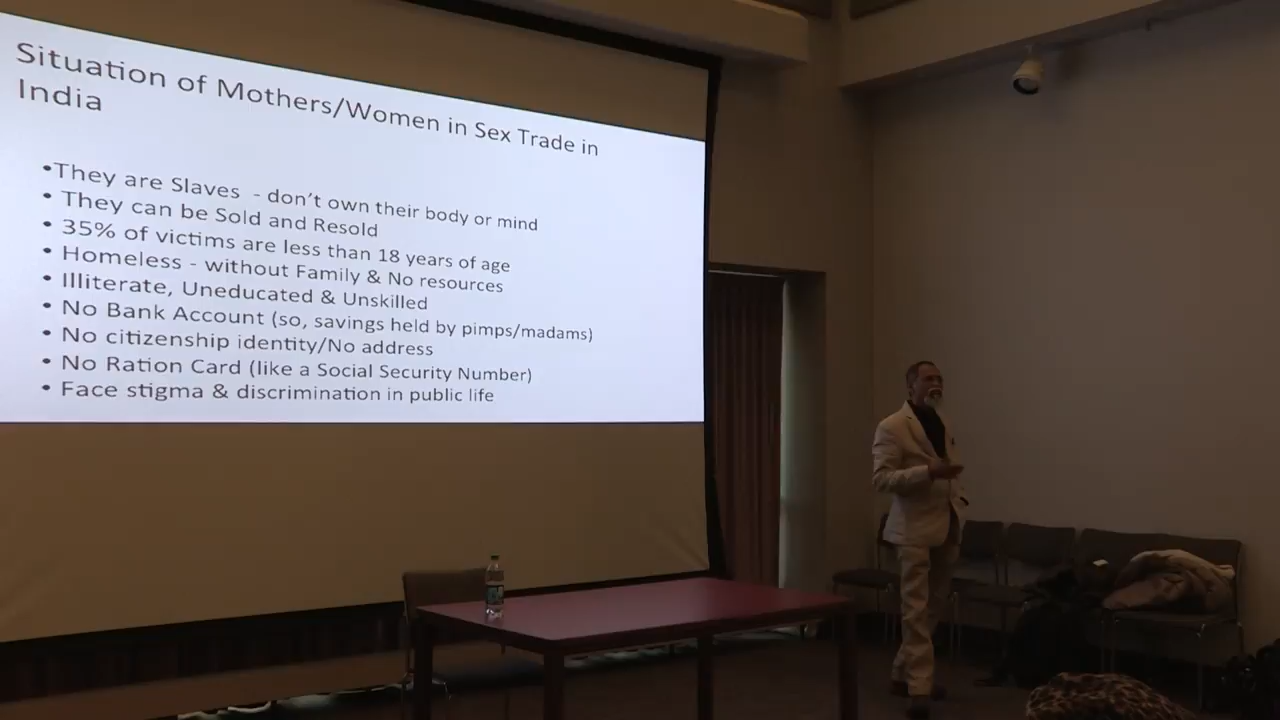 Situation of Mothers/Women in Sex Trade in
India
•They are Slaves - don't own their body or mind
• They can be Sold and Resold
• 35% of victims are less than 18 years of age
• Homeless - without Family & No resources
• Illiterate, Uneducated & Unskilled
• No Bank Account (so, savings held by pimps/madams)
• No citizenship identity/No address
• No Ration Card (like a Social Security Number)
• Face stigma & discrimination in public life